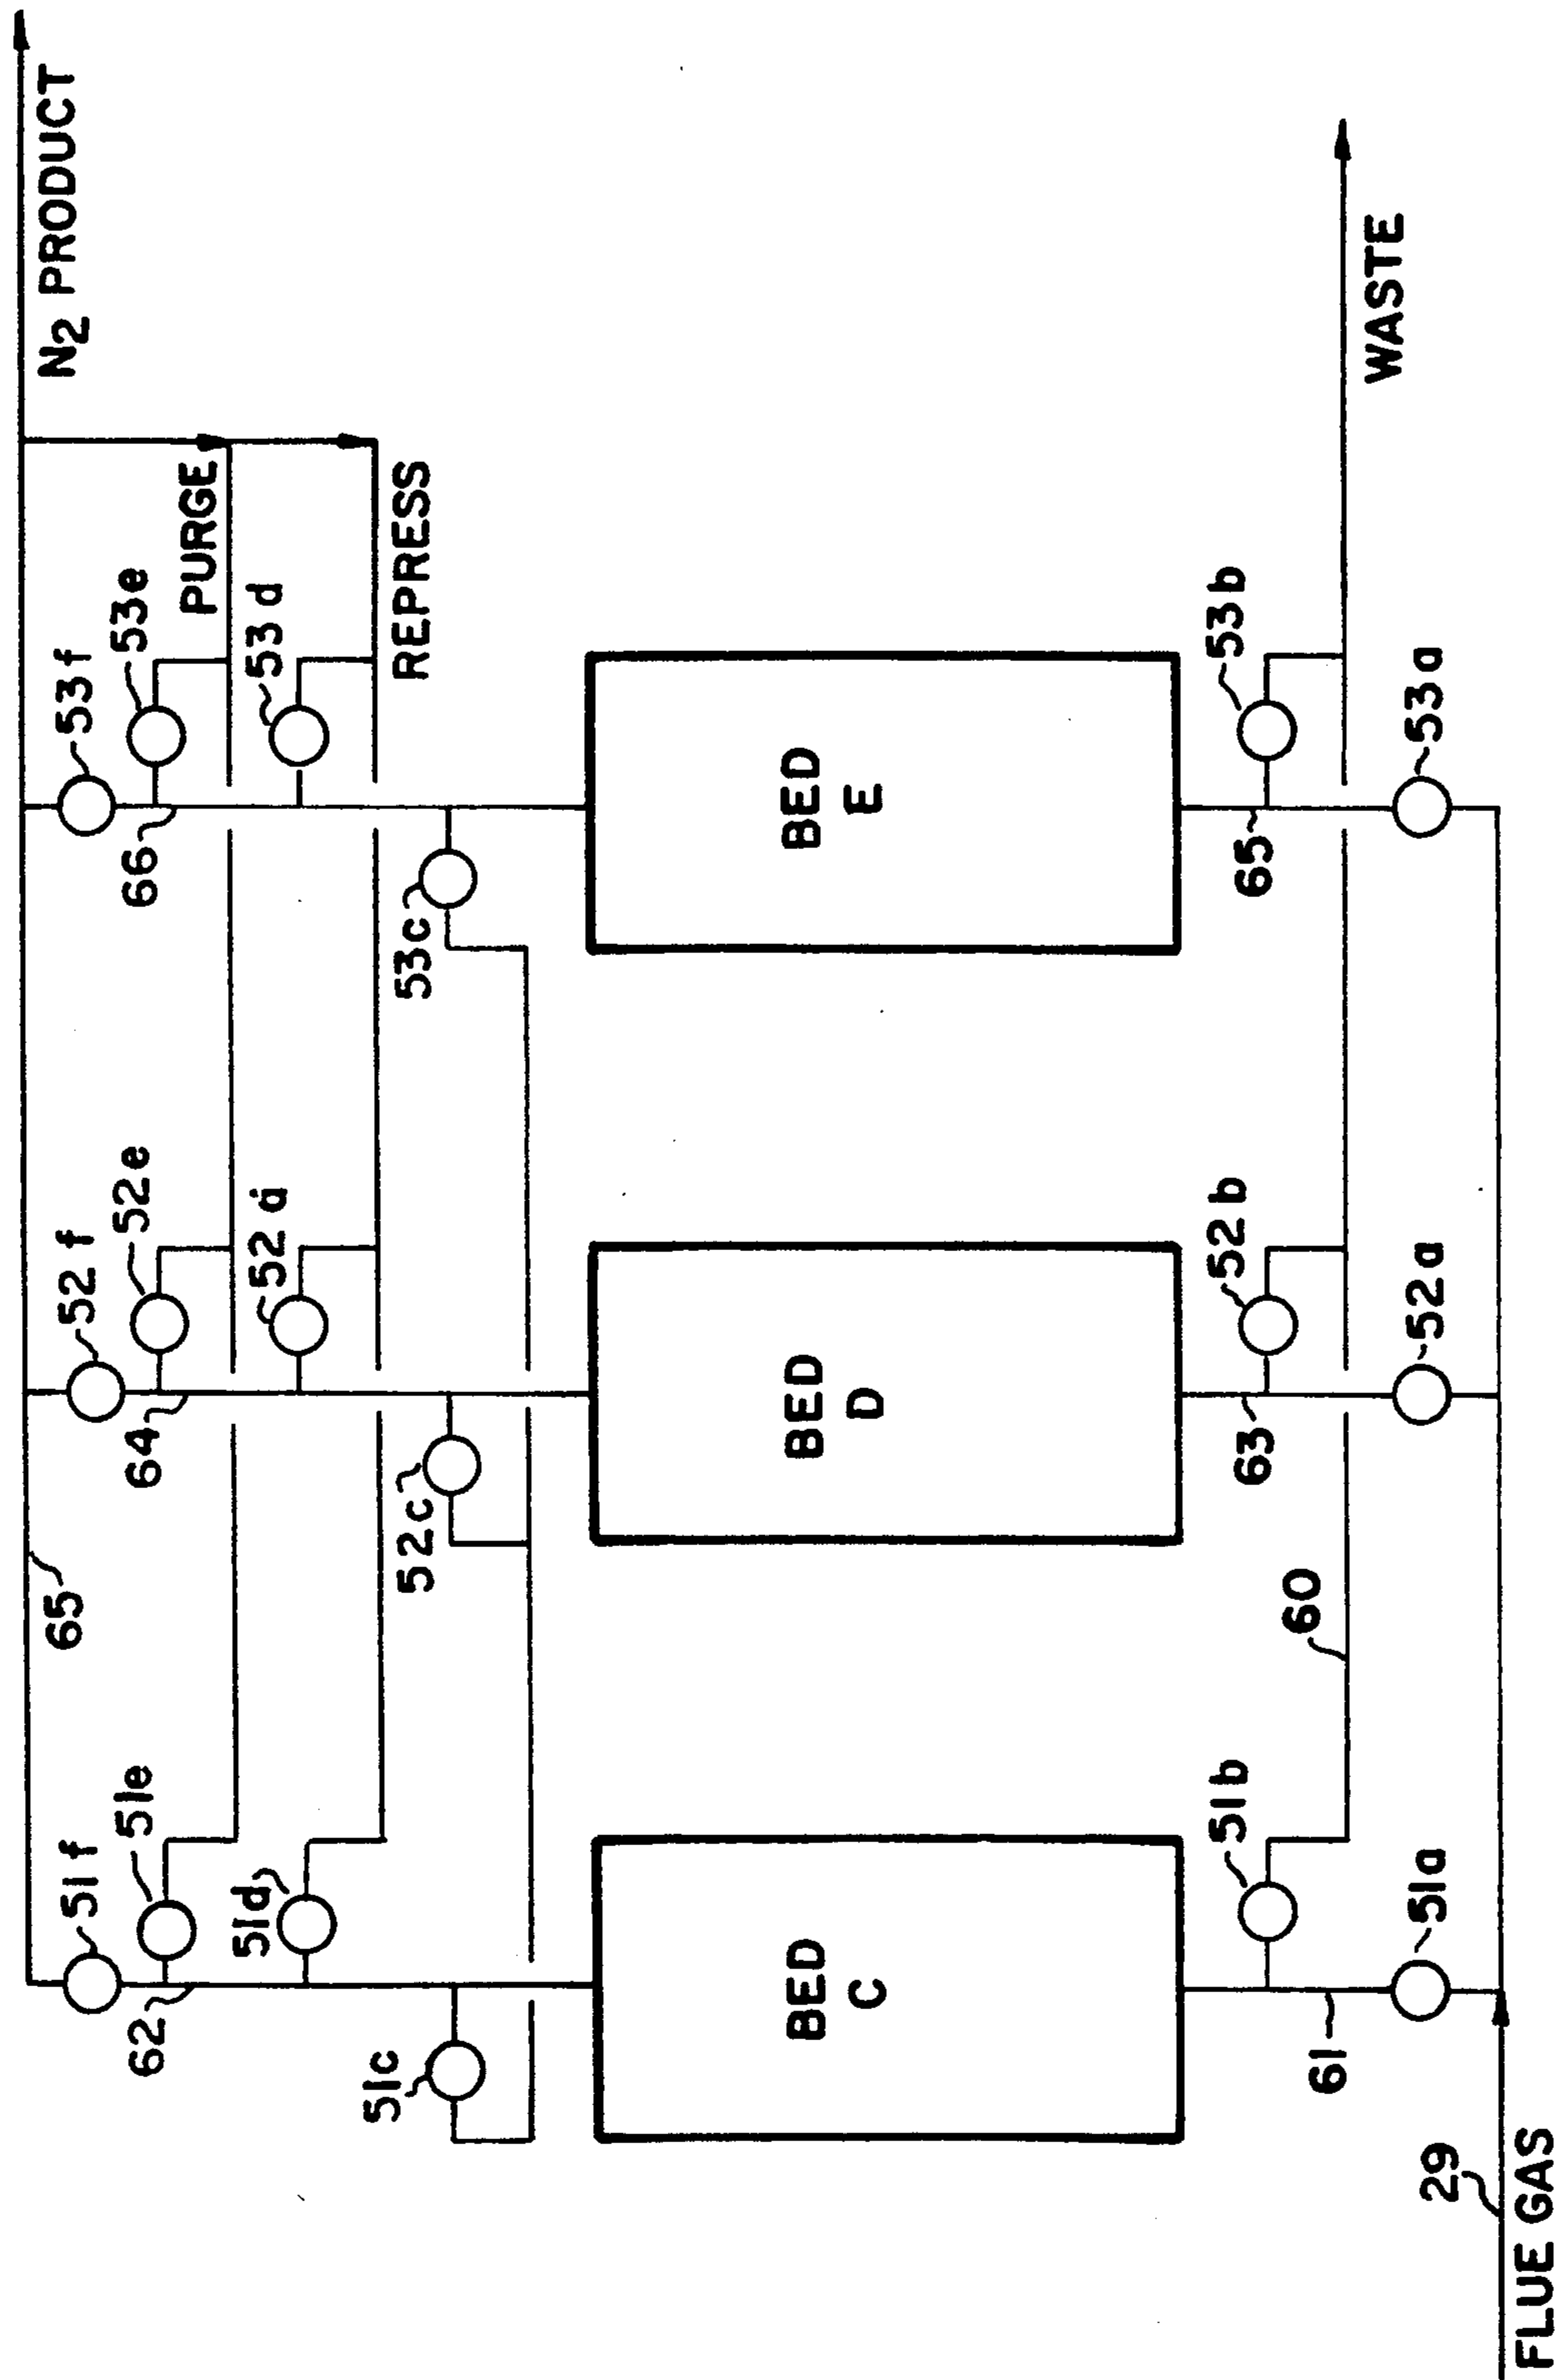 N2 PRODUCT
PURGE
REPRESS
65
51f
51e
62
51d
51c
52f
52e
64
52d
52c
53f
53e
66
53d
53c
BED
C
BED
D
BED
E
51b
61
51a
52b
63
52a
53b
65
53a
60
WASTE
29
FLUE GAS